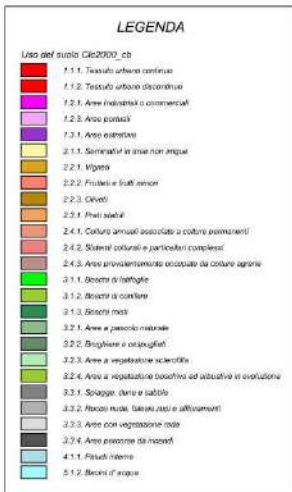 LEGENDA
Uso del suolo Clc2000_cb
1.1.1. Tessuto urbano continuo
1.1.2. Tessuto urbano discontinuo
1.2.1. Aree industriali o commerciali
1.2.3. Aree portuali
1.3.1. Aree estrattive
2.1.1. Seminativi in aree non irrigue
2.2.1. Vigneti
2.2.2. Frutteti e frutti minori
2.2.3. Oliveti
2.3.1. Prati stabili
2.4.1. Colture annuali associate a colture permanenti
2.4.2. Sistemi colturali e particellari complessi
2.4.3. Aree prevalentemente occupate da colture agrarie
3.1.1. Boschi di latifoglie
3.1.2. Boschi di conifere
3.1.3. Boschi misti
3.2.1. Aree a pascolo naturale
3.2.2. Brughiere e cespuglieti
3.2.3. Aree a vegetazione sclerofilla
3.2.4. Aree a vegetazione boschiva ed arbustiva in evoluzione
3.3.1. Spiagge, dune e sabbie
3.3.2. Rocce nude, falesie, rupi e affioramenti
3.3.3. Aree con vegetazione rada
3.3.4. Aree percorse da incendi
4.1.1. Paludi interne
5.1.2. Bacini d'acqua